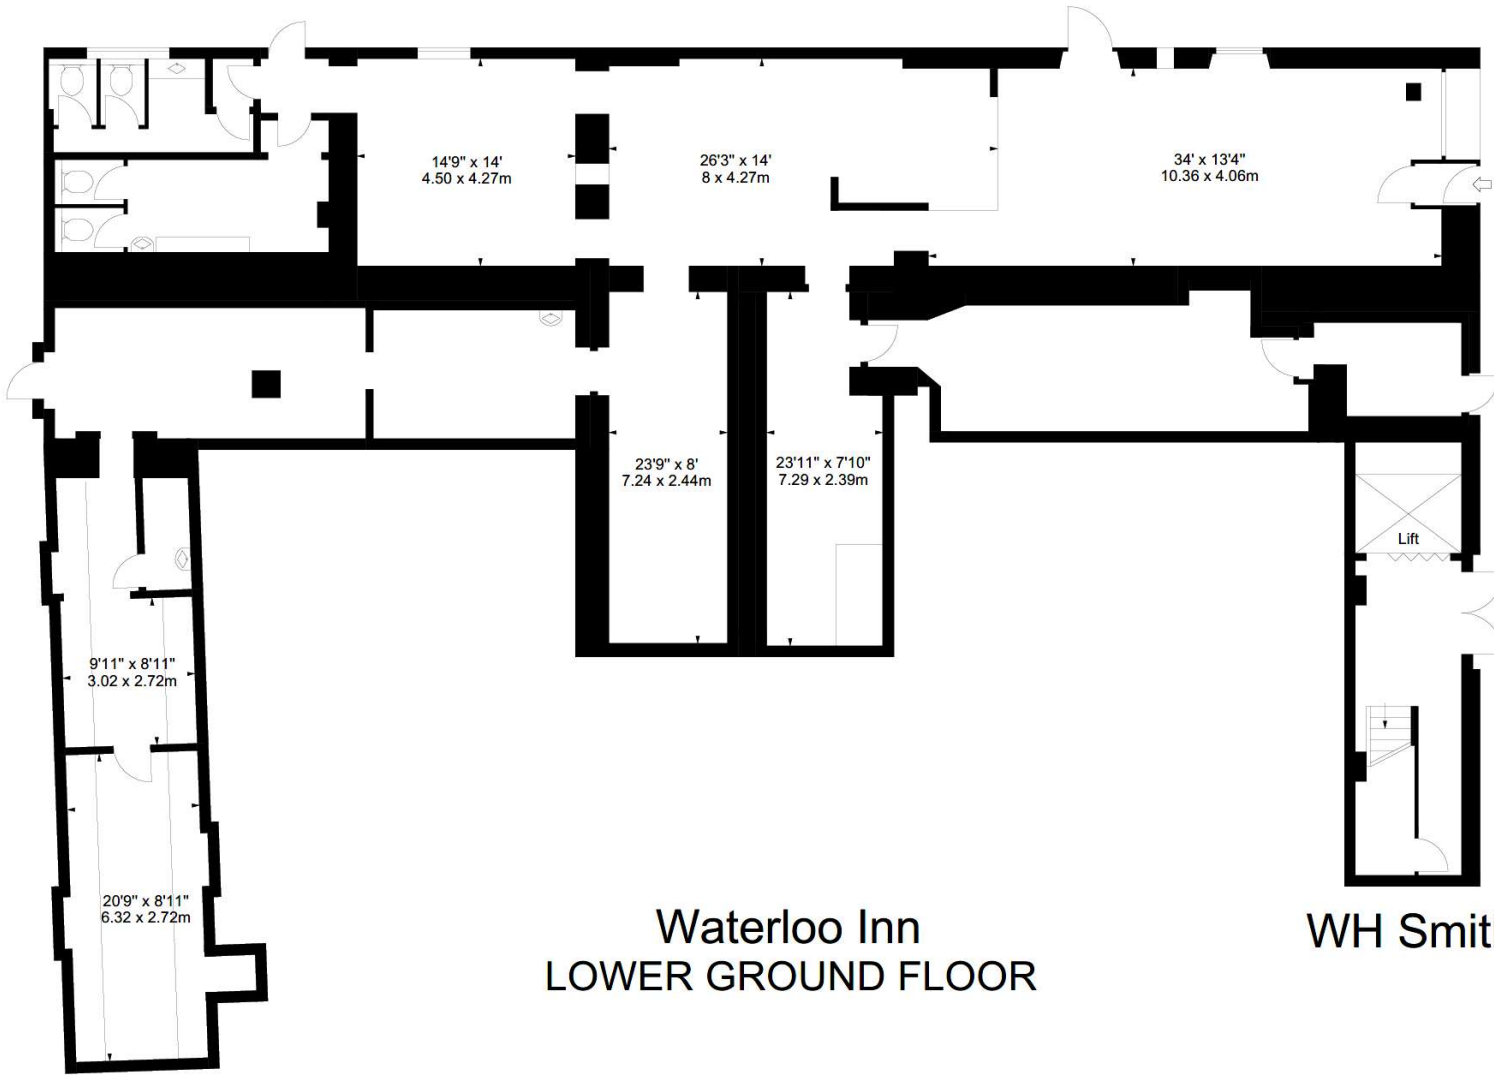 14'9" x 14'
4.50 x 4.27m
26'3" x 14'
8 x 4.27m
34' x 13'4"
10.36 x 4.06m
23'9" x 8'
7.24 x 2.44m
23'11" x 7'10"
7.29 x 2.39m
Lift
9'11" x 8'11"
3.02 x 2.72m
20'9" x 8'11"
6.32 x 2.72m
Waterloo Inn
LOWER GROUND FLOOR
WH Smit